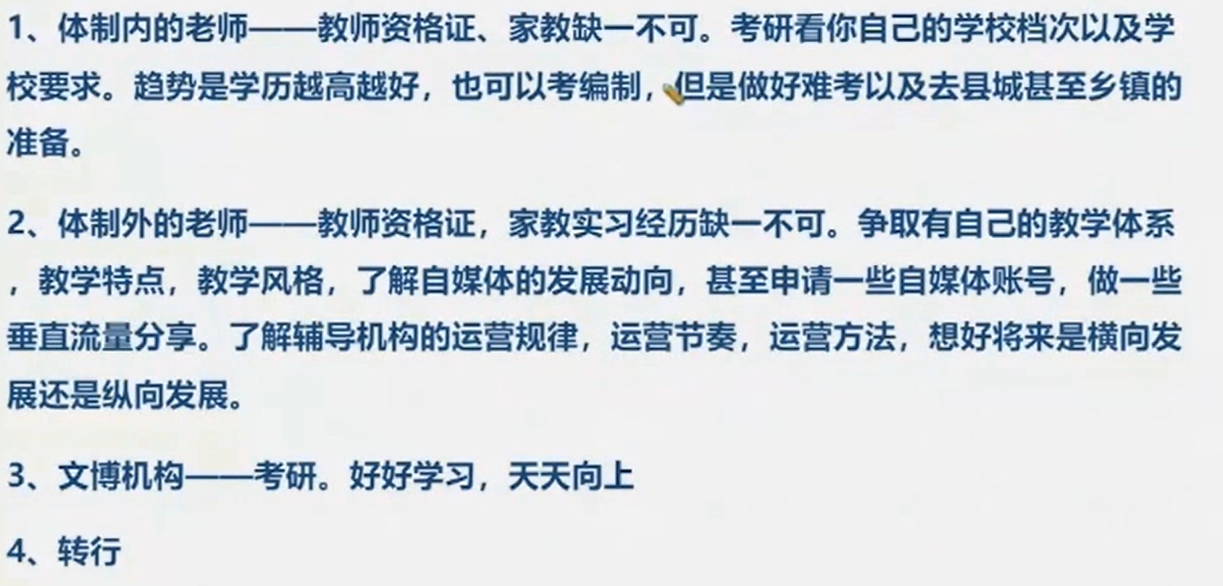 1、体制内的老师——教师资格证、家教缺一不可。考研看你自己的学校档次以及学
校要求。趋势是学历越高越好，也可以考编制，但是做好难考以及去县城甚至乡镇的
准备。
2、体制外的老师——教师资格证，家教实习经历缺一不可。争取有自己的教学体系
，教学特点，教学风格，了解自媒体的发展动向，甚至申请一些自媒体账号，做一些
垂直流量分享。了解辅导机构的运营规律，运营节奏，运营方法，想好将来是横向发
展还是纵向发展。
3、文博机构——考研。好好学习，天天向上
4、转行